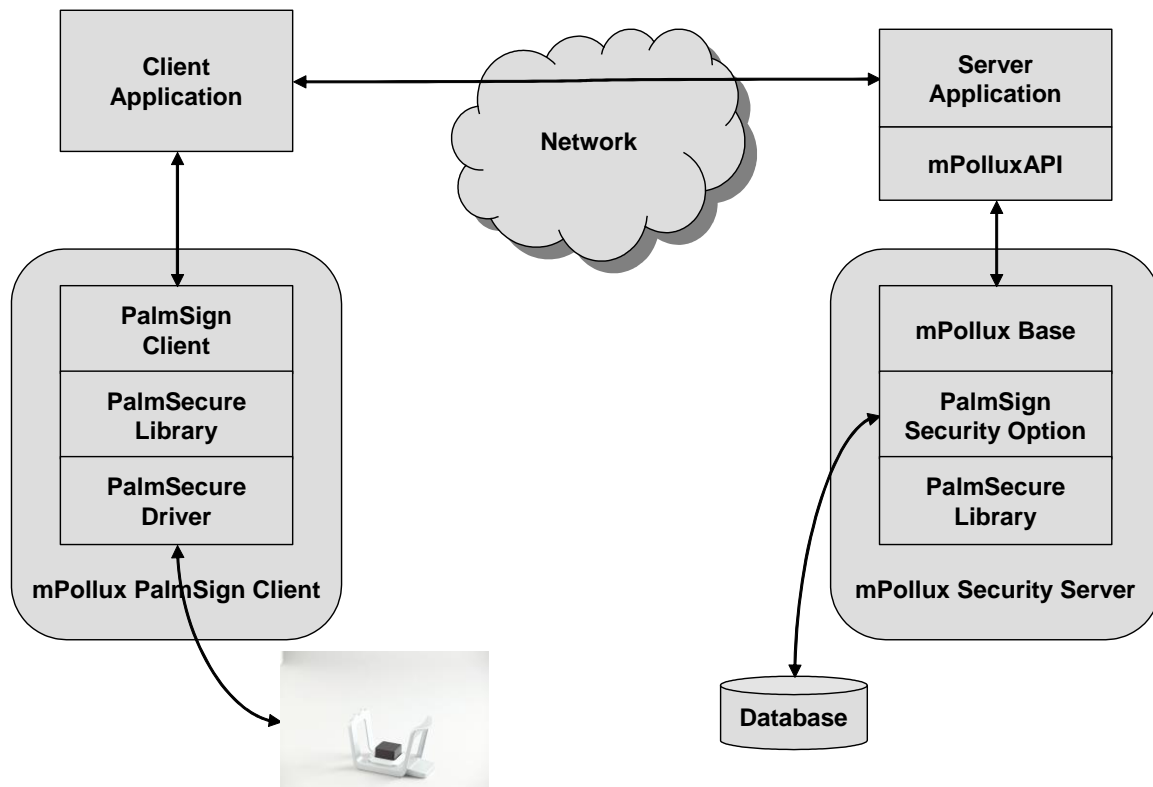 Client
Application
Network
Server
Application
mPolluxAPI
PalmSign
Client
PalmSecure
Library
PalmSecure
Driver
mPollux PalmSign Client
mPollux Base
PalmSign
Security Option
PalmSecure
Library
mPollux Security Server
Database